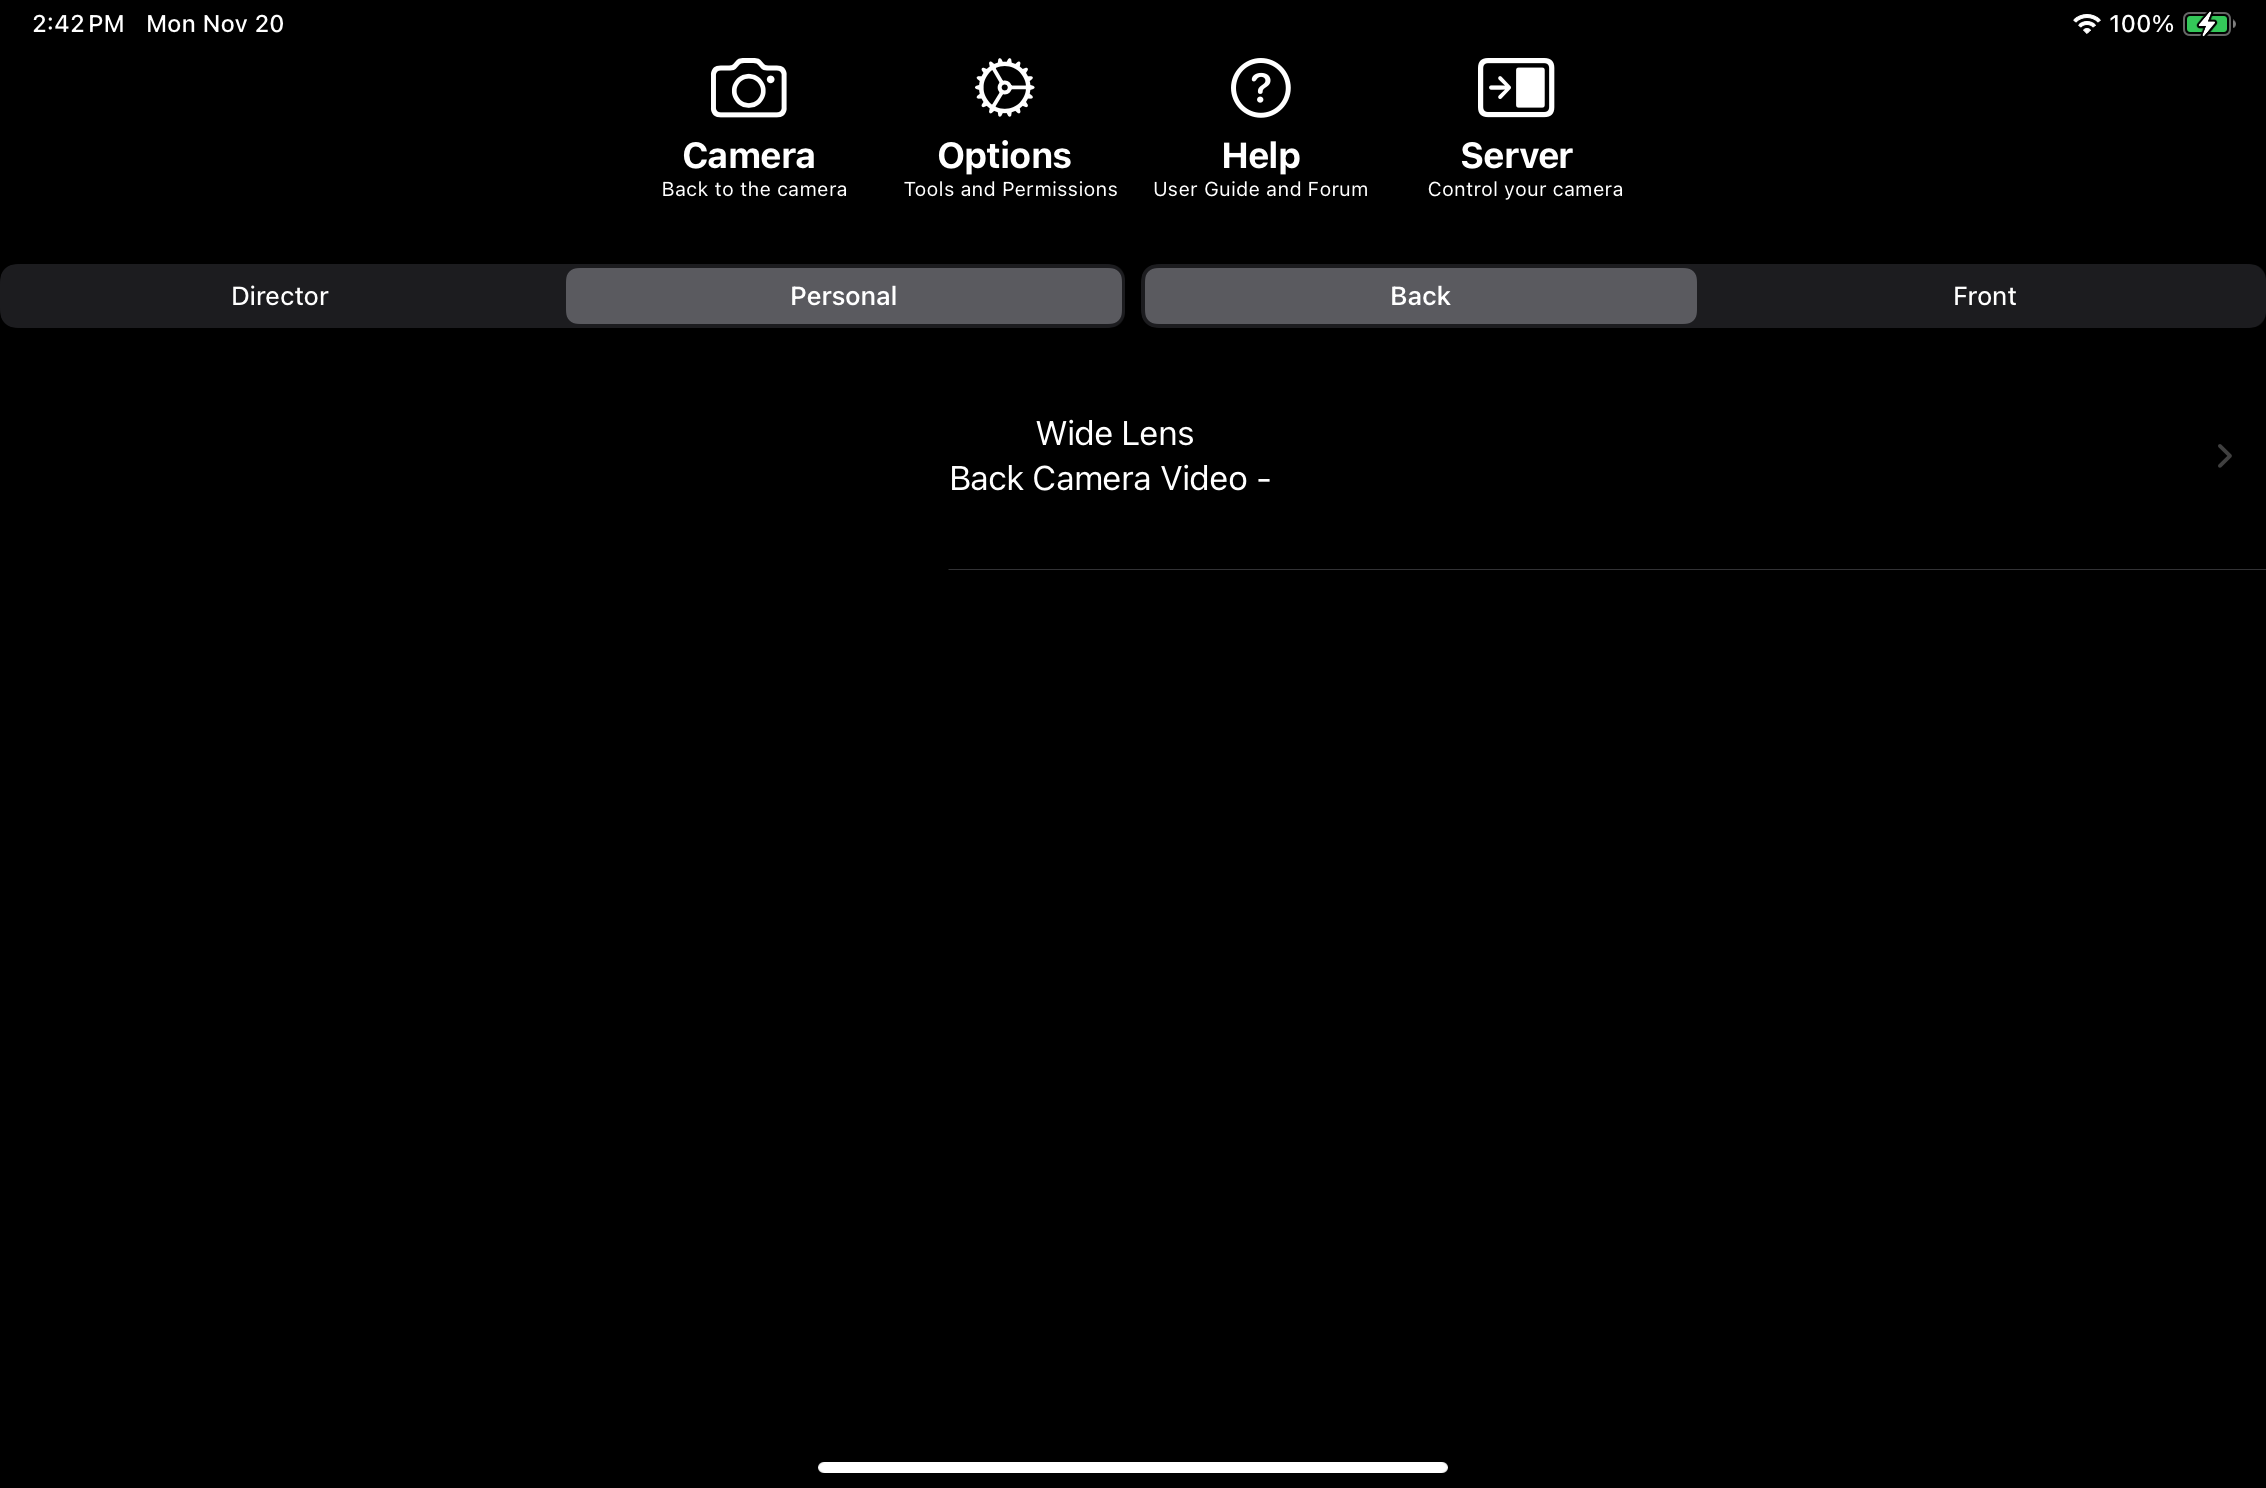 2:42 PM Mon Nov 20
100%
Camera
Back to the camera
Options
Tools and Permissions
?
Help
User Guide and Forum
Server
Control your camera
Director
Personal
Back
Front
Wide Lens
Back Camera Video -